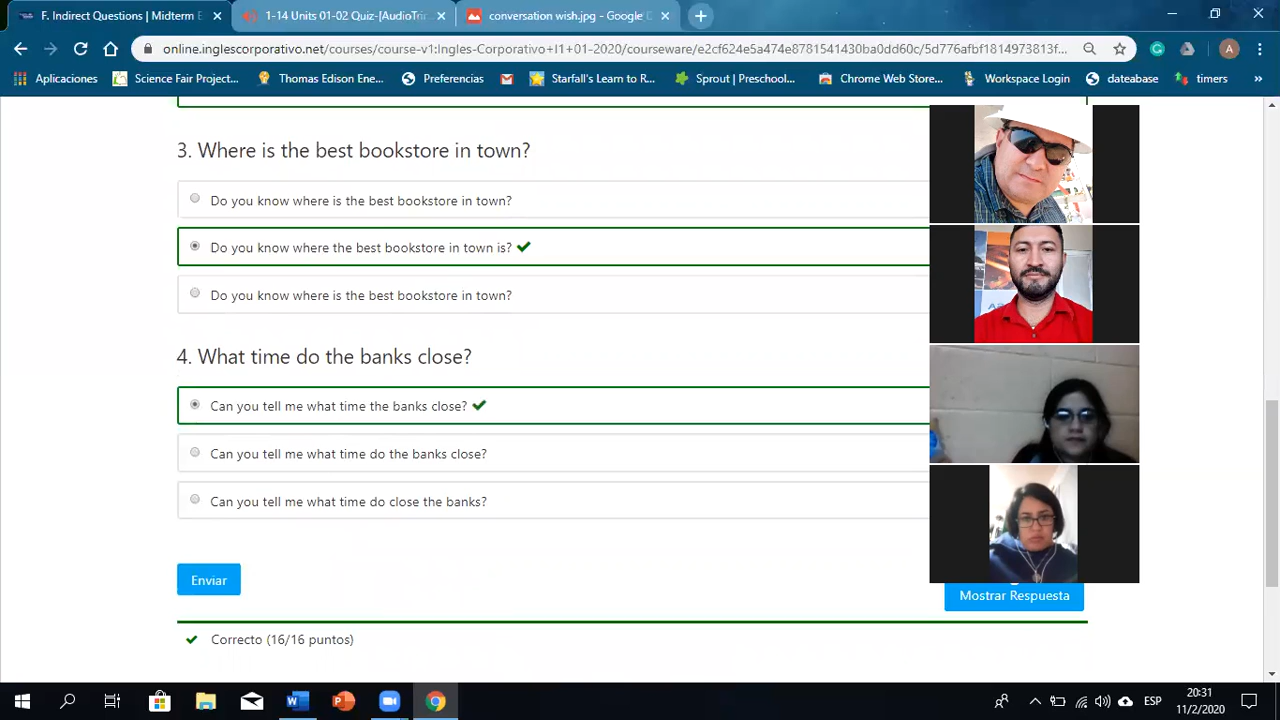 F. Indirect Questions | Midterm E
1-14 Units 01-02 Quiz-[AudioTri
conversation wish.jpg - Google D
online.inglescorporativo.net/courses/course-v1:Ingles-Corporativo+I1+01-2020/courseware/e2cf624e5a474e8781541430ba0dd60c/5d776afbf1814973813f...
A
Aplicaciones
Science Fair Project...
Thomas Edison Ene...
Preferencias
Starfall's Learn to R...
Sprout | Preschool...
Chrome Web Store...
Workspace Login
dateabase
timers
»
3. Where is the best bookstore in town?
Do you know where is the best bookstore in town?
Do you know where the best bookstore in town is?
Do you know where is the best bookstore in town?
4. What time do the banks close?
Can you tell me what time the banks close?
Can you tell me what time do the banks close?
Can you tell me what time do close the banks?
Enviar
Mostrar Respuesta
Correcto (16/16 puntos)
ESP
20:31
11/2/2020